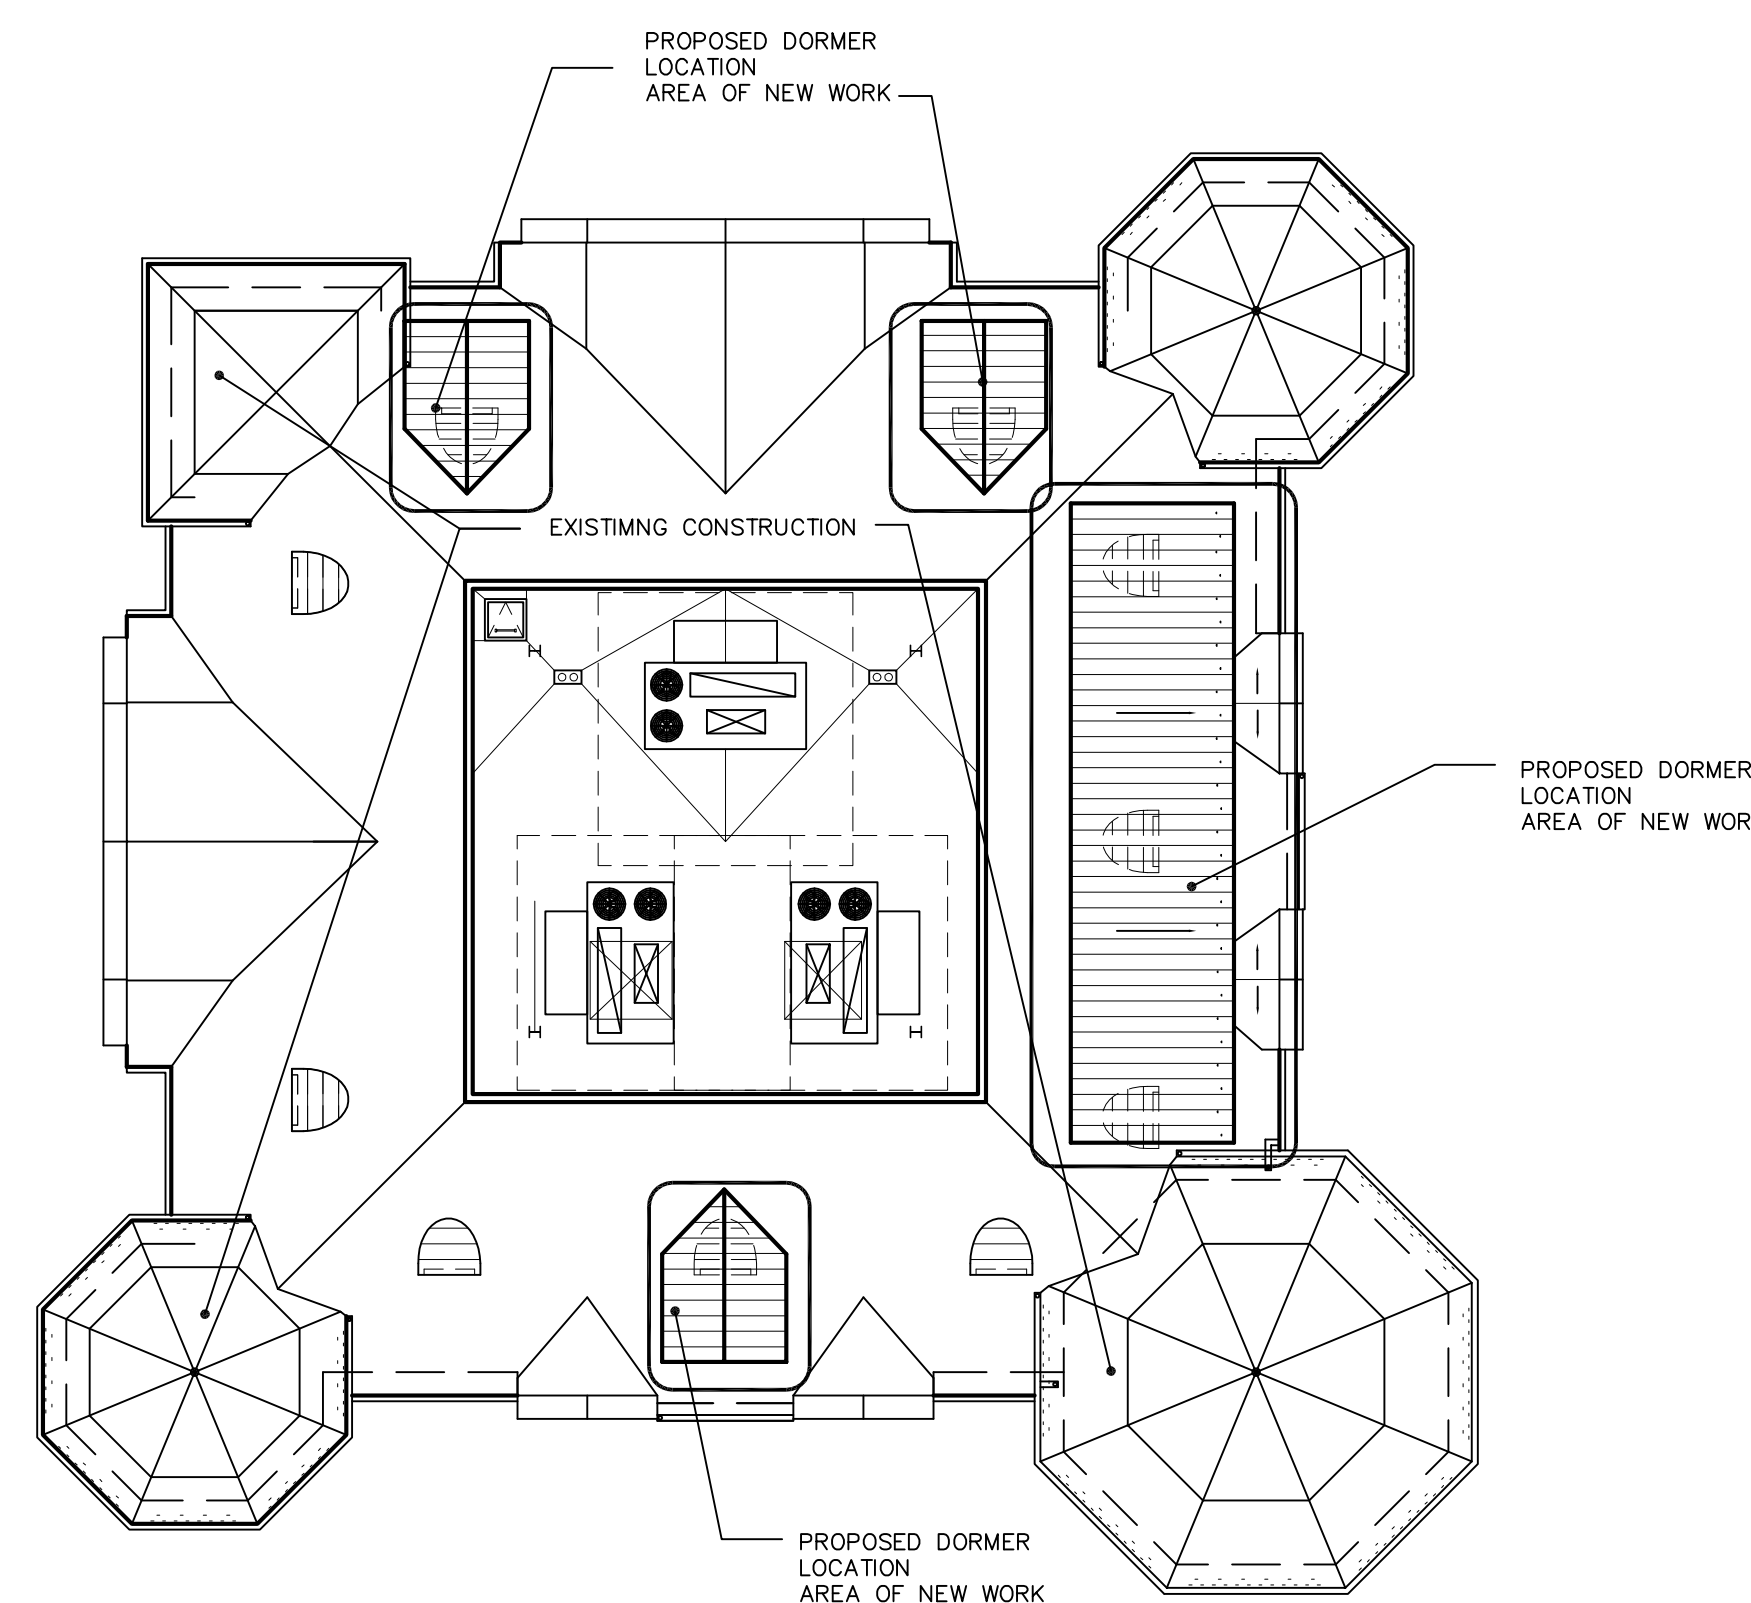 PROPOSED DORMER
LOCATION
AREA OF NEW WORK
EXISTIMNG CONSTRUCTION
PROPOSED DORMER
LOCATION
AREA OF NEW WOR
PROPOSED DORMER
LOCATION
AREA OF NEW WORK